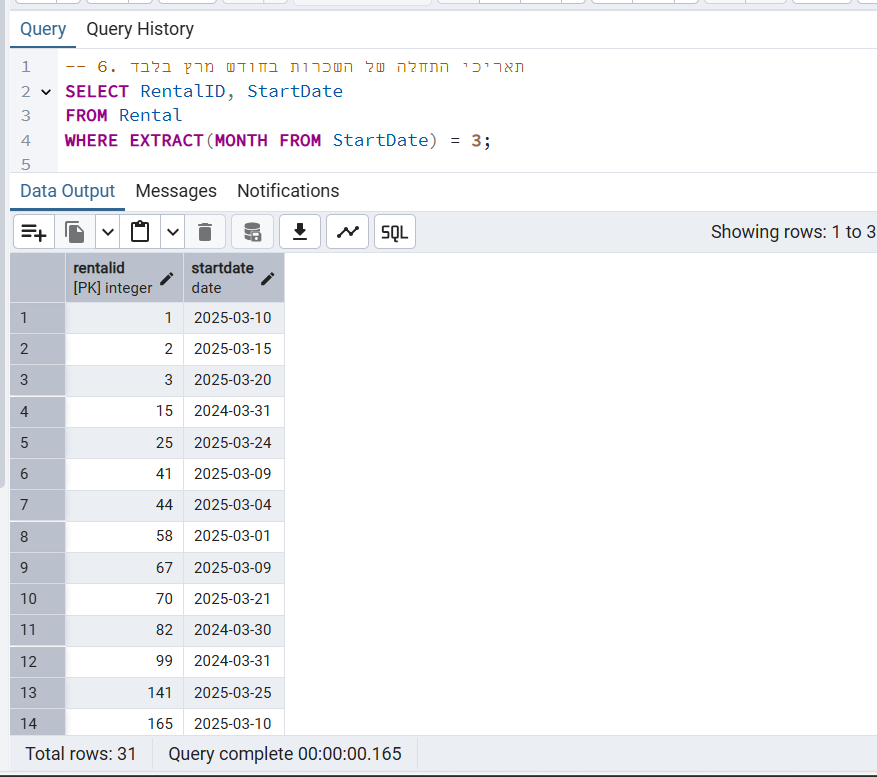 Query Query History
1 -- 6. תאריכי התחלה של השכרות בחודש מרץ בלבד
2 SELECT RentalID, StartDate
3 FROM Rental
4 WHERE EXTRACT(MONTH FROM StartDate) = 3;
5
Data Output Messages Notifications
SQL Showing rows: 1 to 3
rentalid startdate
[PK] integer date
1 1 2025-03-10
2 2 2025-03-15
3 3 2025-03-20
4 15 2024-03-31
5 25 2025-03-24
6 41 2025-03-09
7 44 2025-03-04
8 58 2025-03-01
9 67 2025-03-09
10 70 2025-03-21
11 82 2024-03-30
12 99 2024-03-31
13 141 2025-03-25
14 165 2025-03-10
Total rows: 31 Query complete 00:00:00.165